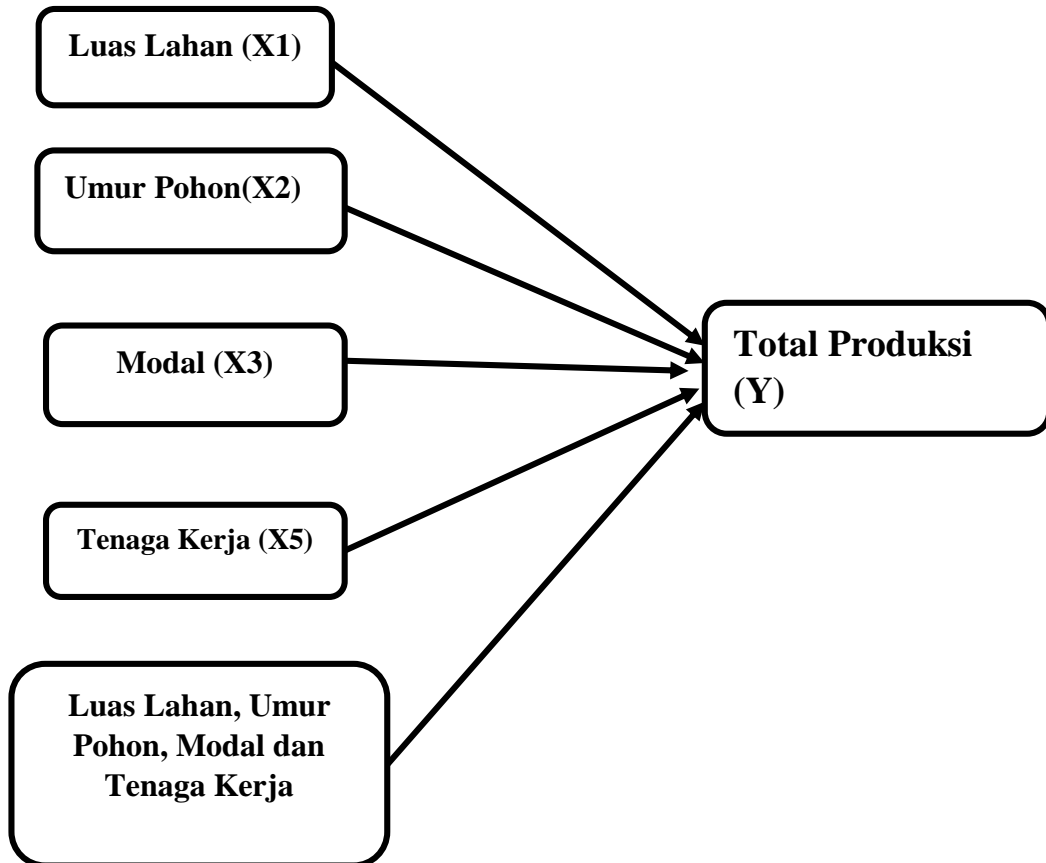 Luas Lahan (X1)
Umur Pohon(X2)
Modal (X3)
Total Produksi
(Y)
Tenaga Kerja (X5)
Luas Lahan, Umur
Pohon, Modal dan
Tenaga Kerja